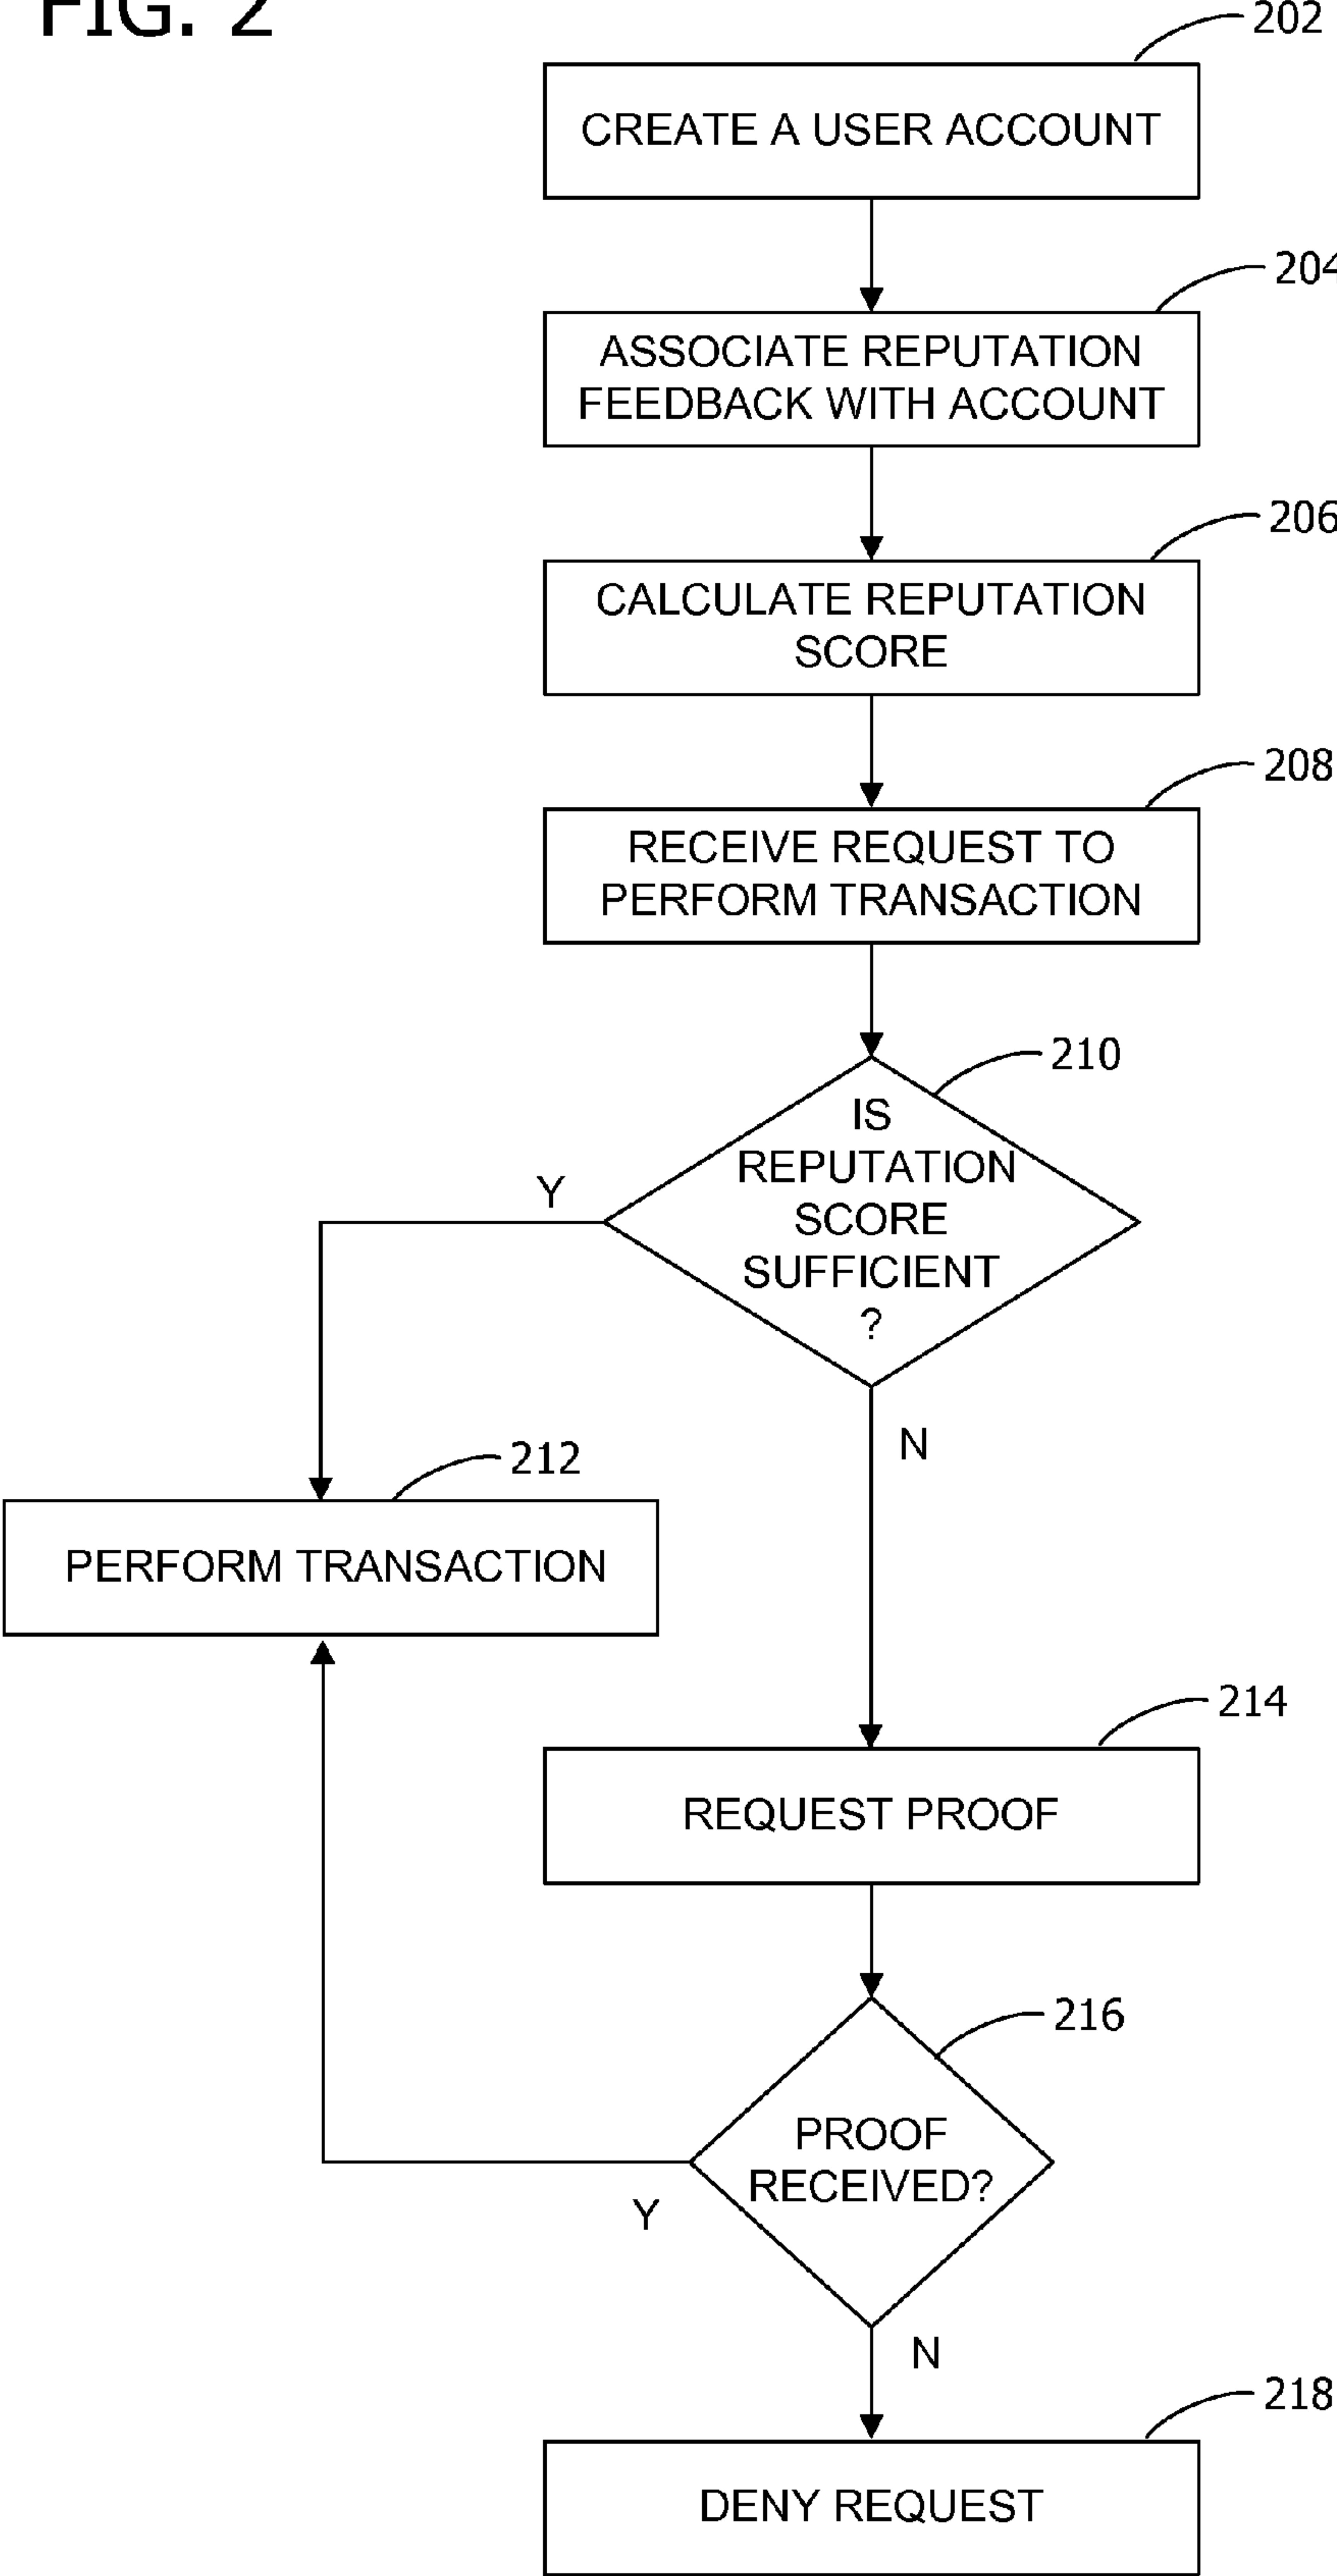 FIG. 2
202
CREATE A USER ACCOUNT
204
ASSOCIATE REPUTATION
FEEDBACK WITH ACCOUNT
206
CALCULATE REPUTATION
SCORE
208
RECEIVE REQUEST TO
PERFORM TRANSACTION
210
IS
REPUTATION
SCORE
SUFFICIENT
?
Y
N
212
PERFORM TRANSACTION
214
REQUEST PROOF
216
PROOF
RECEIVED?
Y
N
218
DENY REQUEST